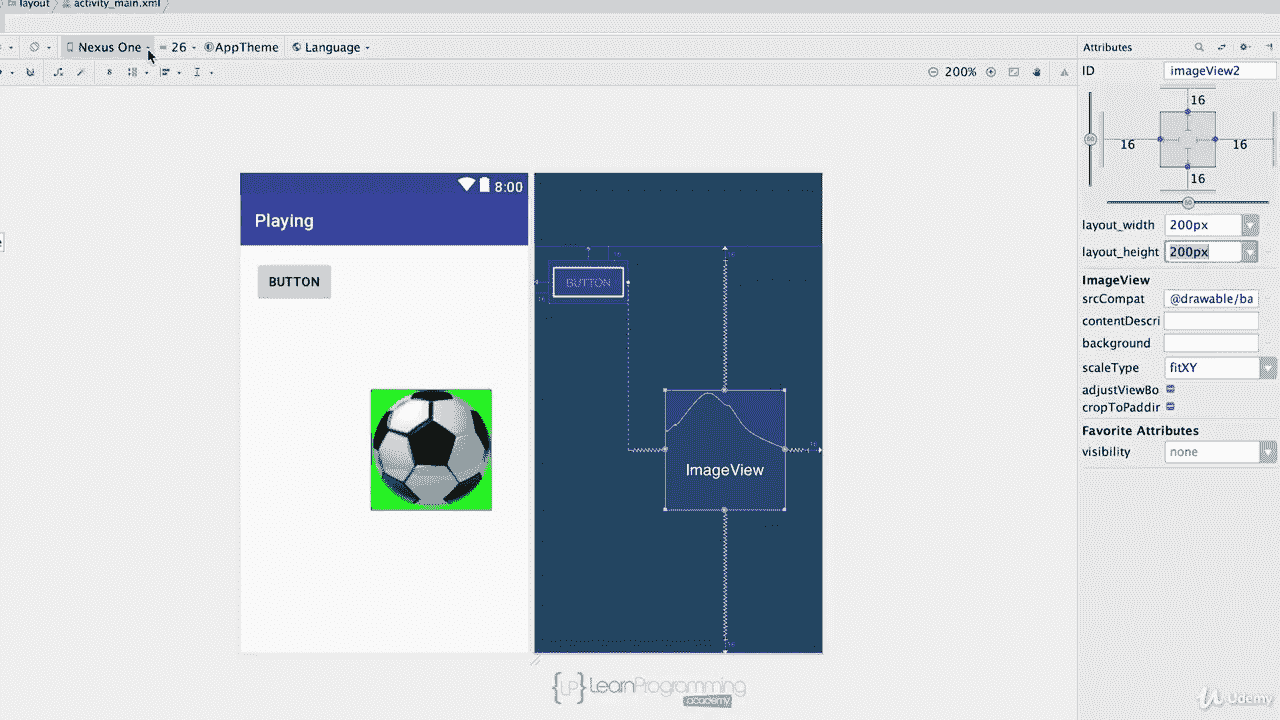 layout activity_main.xml
Nexus One 26 AppTheme Language
Attributes
200%
ID imageView2
16
16 16
16
8:00
Playing
layout_width 200px
layout_height 200px
BUTTON
BUTTON
ImageView
srcCompat @drawable/ba
contentDescri
background
scaleType fitXY
adjustViewBo
cropToPaddir
Favorite Attributes
visibility none
ImageView
{LP} LearnProgramming
academy
Udemy